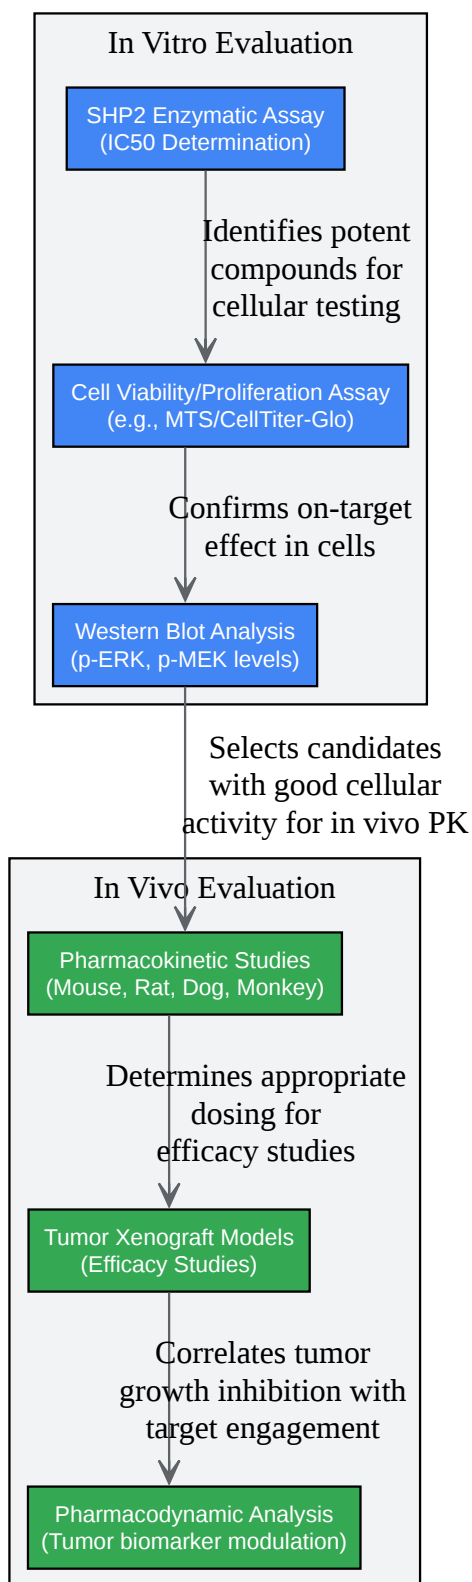 In Vitro Evaluation
SHP2 Enzymatic Assay
(IC50 Determination)
Identifies potent
compounds for
cellular testing
Cell Viability/Proliferation Assay
(e.g., MTS/CellTiter-Glo)
Confirms on-target
effect in cells
Western Blot Analysis
(p-ERK, p-MEK levels)
Selects candidates
with good cellular
activity for in vivo PK
In Vivo Evaluation
Pharmacokinetic Studies
(Mouse, Rat, Dog, Monkey)
Determines appropriate
dosing for
efficacy studies
Tumor Xenograft Models
(Efficacy Studies)
Correlates tumor
growth inhibition with
target engagement
Pharmacodynamic Analysis
(Tumor biomarker modulation)